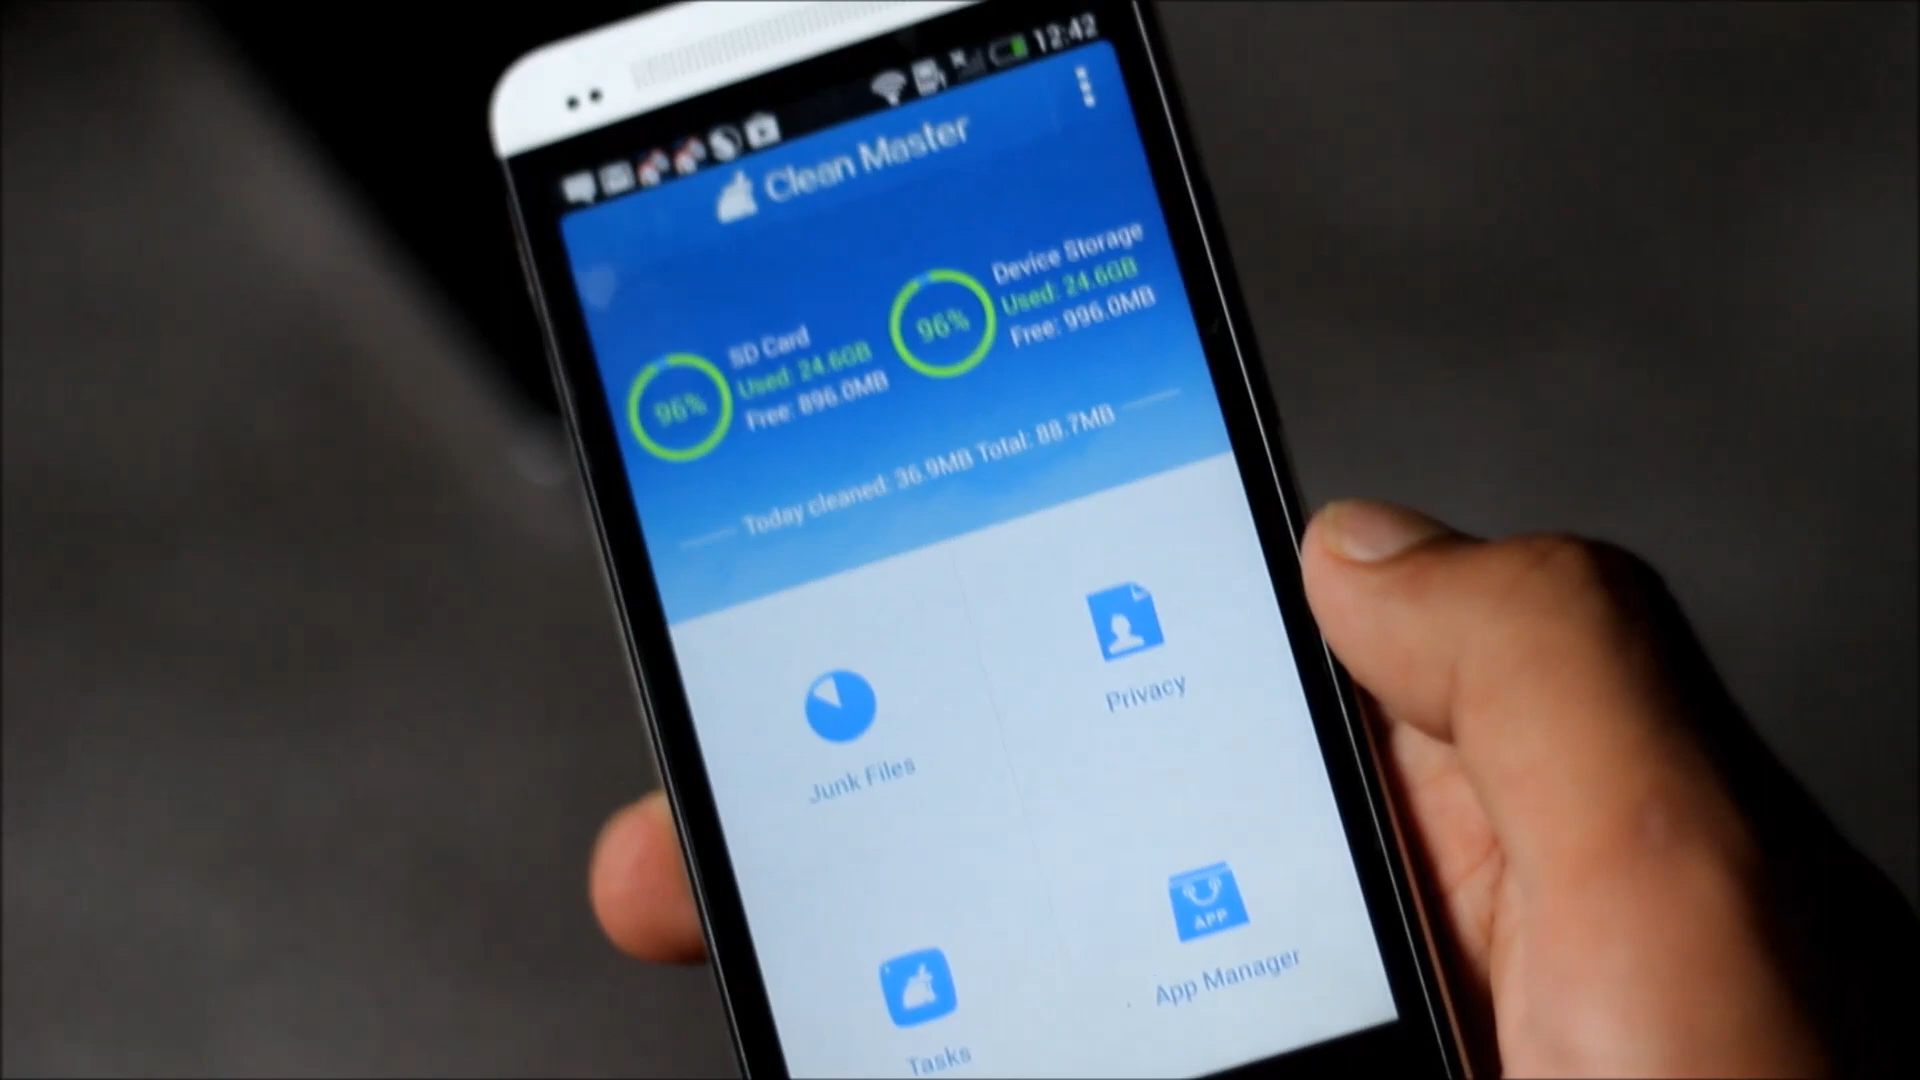 12:42
Clean Master
96%
SD Card
Used: 24.6GB
Free: 896.0MB
96%
Device Storage
Used: 24.6GB
Free: 996.0MB
Today cleaned: 36.9MB Total: 88.7MB
Junk Files
Privacy
Tasks
APP
App Manager